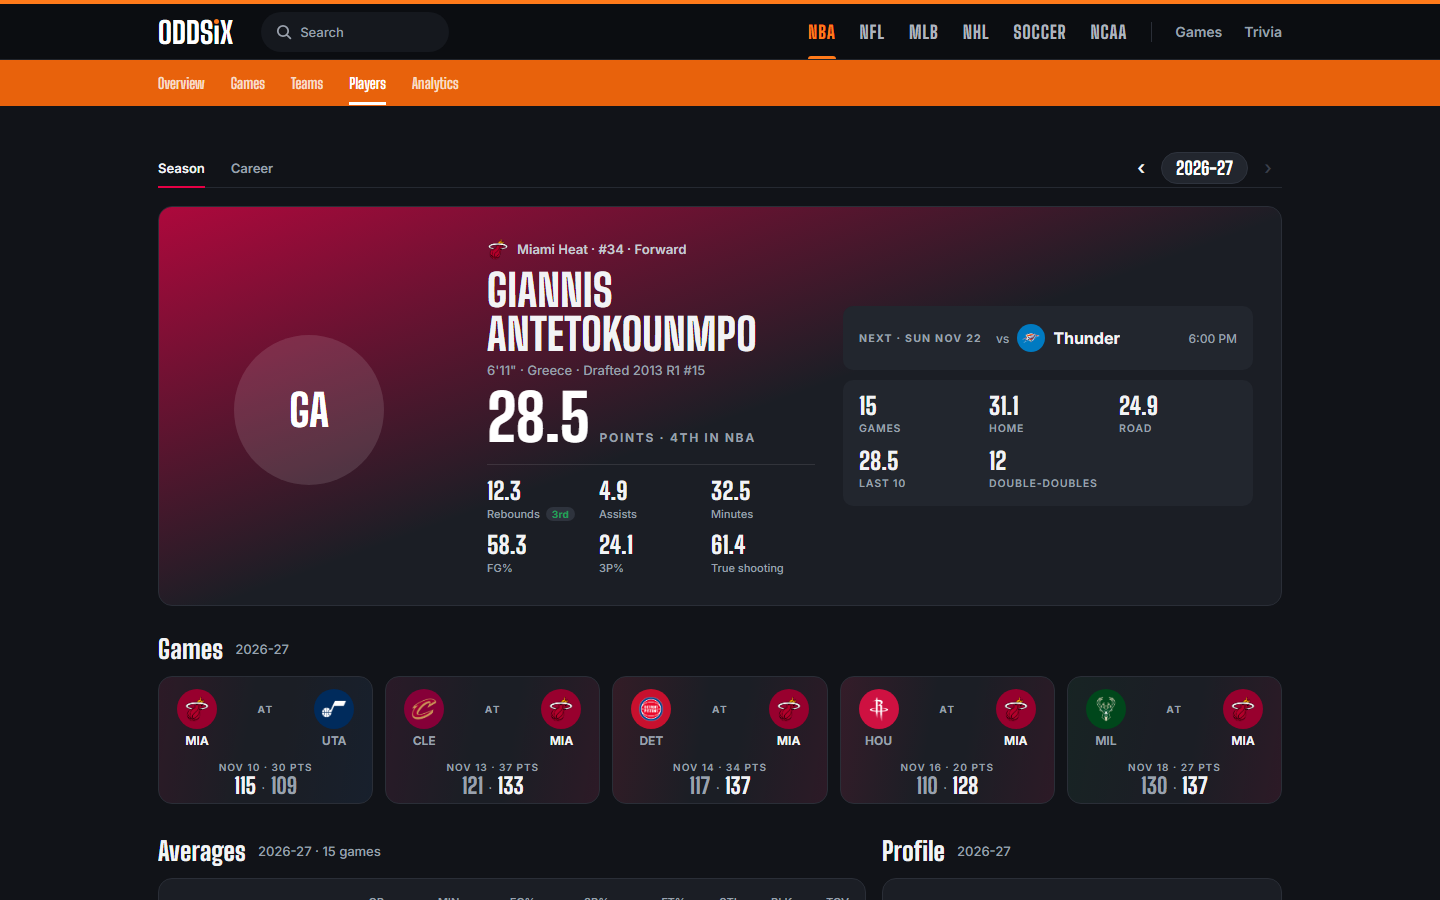 ODDSiX
Search
NBA NFL MLB NHL SOCCER NCAA Games Trivia
Overview Games Teams Players Analytics
Season Career
‹ 2026-27 ›
Miami Heat · #34 · Forward
GIANNIS
ANTETOKOUNMPO
6'11" · Greece · Drafted 2013 R1 #15
28.5 POINTS · 4TH IN NBA
12.3 4.9 32.5
Rebounds 3rd Assists Minutes
58.3 24.1 61.4
FG% 3P% True shooting
GA
NEXT · SUN NOV 22 vs Thunder 6:00 PM
15 31.1 24.9
GAMES HOME ROAD
28.5 12
LAST 10 DOUBLE-DOUBLES
Games 2026-27
AT
MIA UTA
NOV 10 · 30 PTS
115 · 109
AT
CLE MIA
NOV 13 · 37 PTS
121 · 133
AT
DET MIA
NOV 14 · 34 PTS
117 · 137
AT
HOU MIA
NOV 16 · 20 PTS
110 · 128
AT
MIL MIA
NOV 18 · 27 PTS
130 · 137
Averages 2026-27 · 15 games
Profile 2026-27